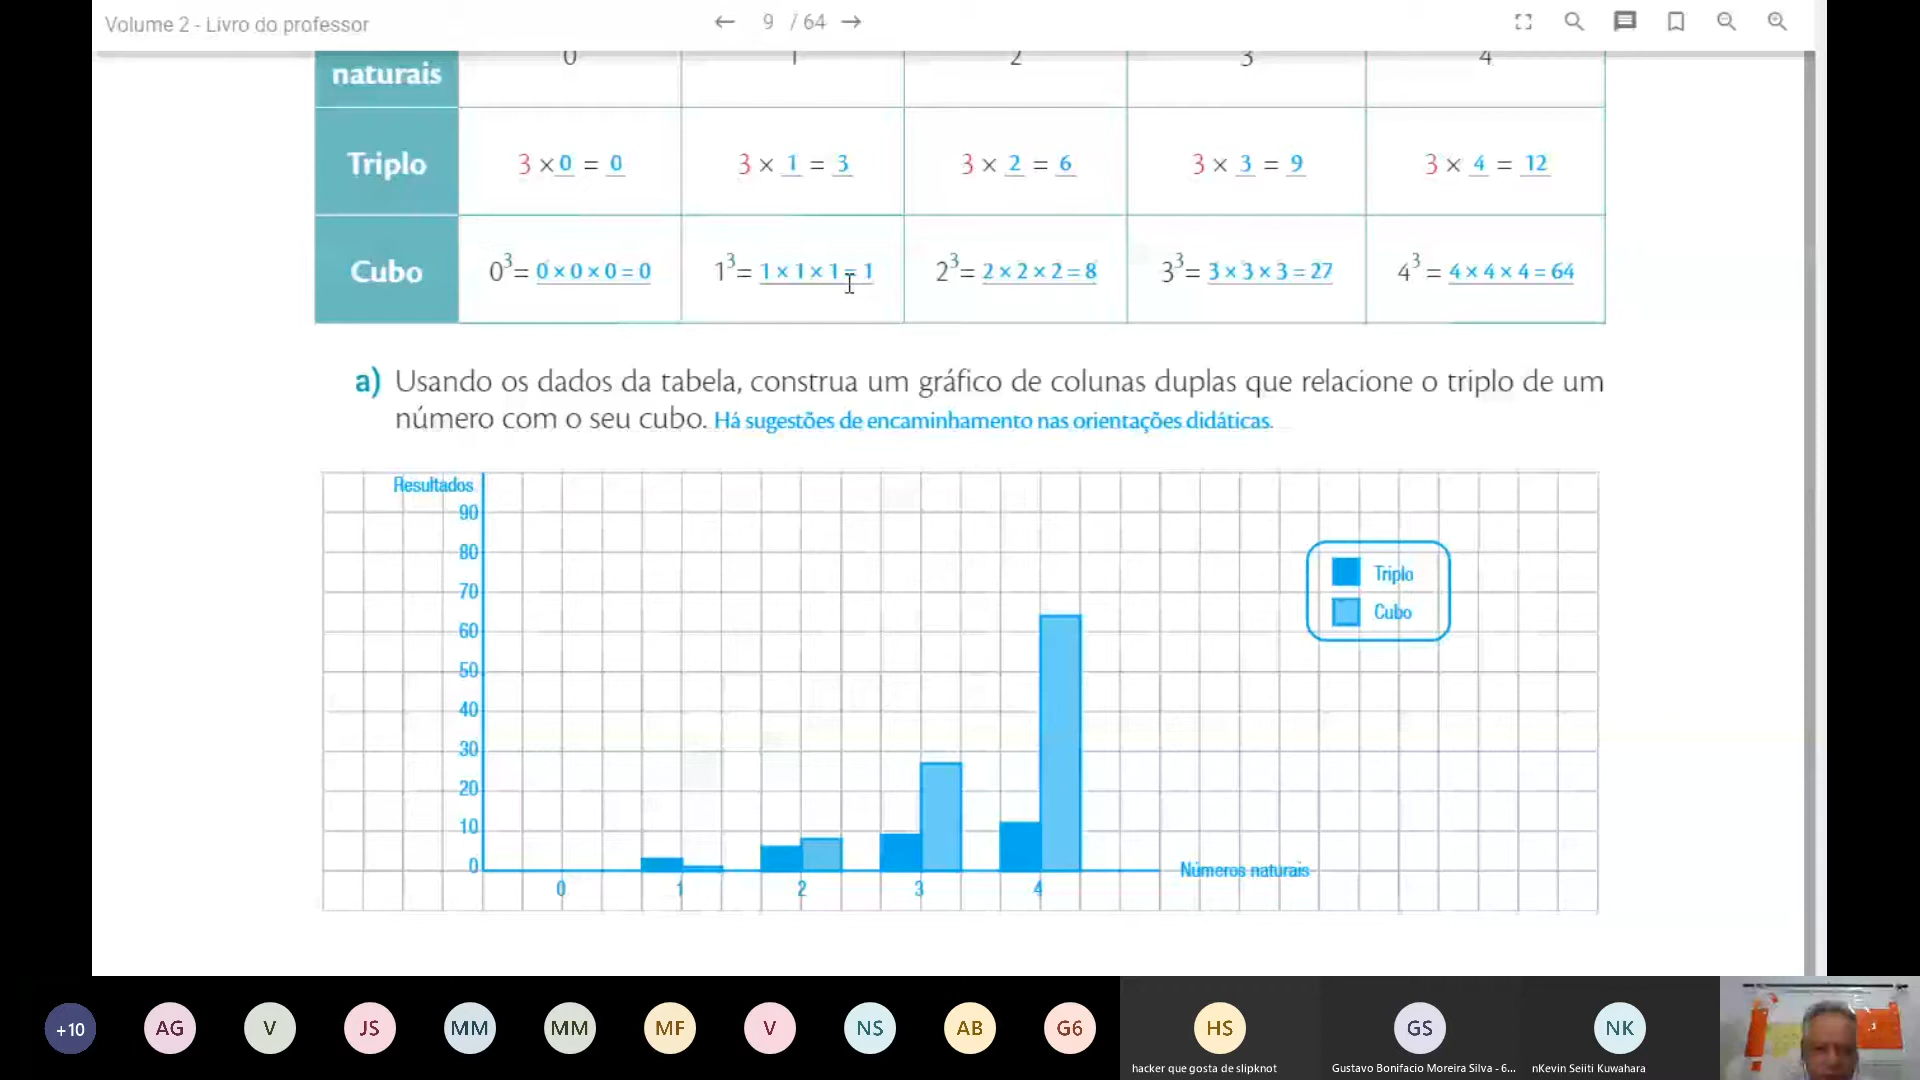 Volume 2 - Livro do professor
9 / 64
naturais 0 1 2 3 4
Triplo 3 × 0 = 0 3 × 1 = 3 3 × 2 = 6 3 × 3 = 9 3 × 4 = 12
Cubo 0³ = 0 × 0 × 0 = 0 1³ = 1 × 1 × 1 = 1 2³ = 2 × 2 × 2 = 8 3³ = 3 × 3 × 3 = 27 4³ = 4 × 4 × 4 = 64
a) Usando os dados da tabela, construa um gráfico de colunas duplas que relacione o triplo de um
número com o seu cubo. Há sugestões de encaminhamento nas orientações didáticas.
Resultados
90
80
70
60
50
40
30
20
10
0
Triplo
Cubo
Números naturais
0 1 2 3 4
+10 AG V JS MM MM MF V NS AB G6 HS GS NK
hacker que gosta de slipknot Gustavo Bonifacio Moreira Silva - 6... nKevin Seiiti Kuwahara